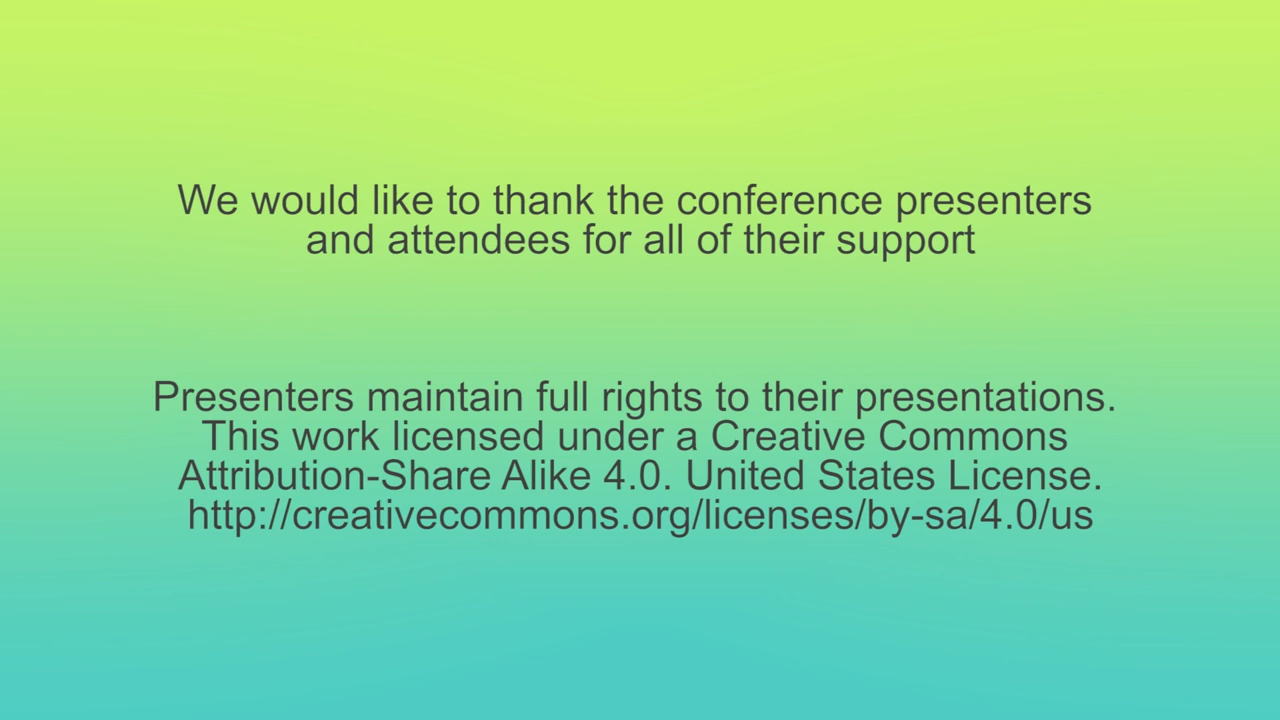 We would like to thank the conference presenters
and attendees for all of their support
Presenters maintain full rights to their presentations.
This work licensed under a Creative Commons
Attribution-Share Alike 4.0. United States License.
http://creativecommons.org/licenses/by-sa/4.0/us